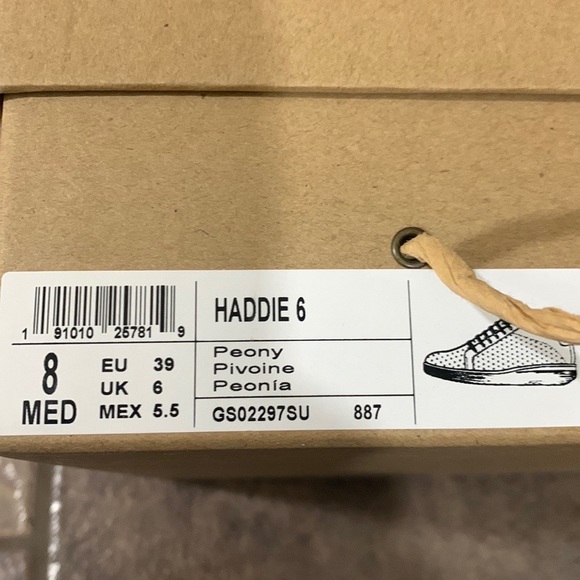 1 91010 25781 9
8
MED
EU 39
UK 6
MEX 5.5
HADDIE 6
Peony
Pivoine
Peonía
GS02297SU 887